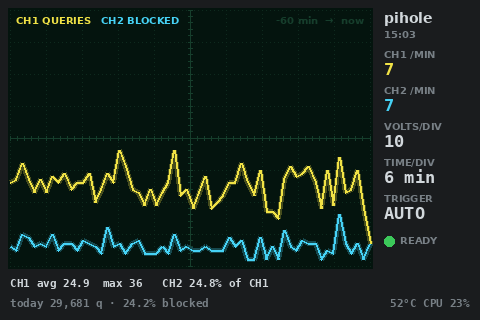 CH1 QUERIES CH2 BLOCKED -60 min → now
pihole
15:03
CH1 /MIN
7
CH2 /MIN
7
VOLTS/DIV
10
TIME/DIV
6 min
TRIGGER
AUTO
READY
CH1 avg 24.9 max 36 CH2 24.8% of CH1
today 29,681 q · 24.2% blocked 52°C CPU 23%